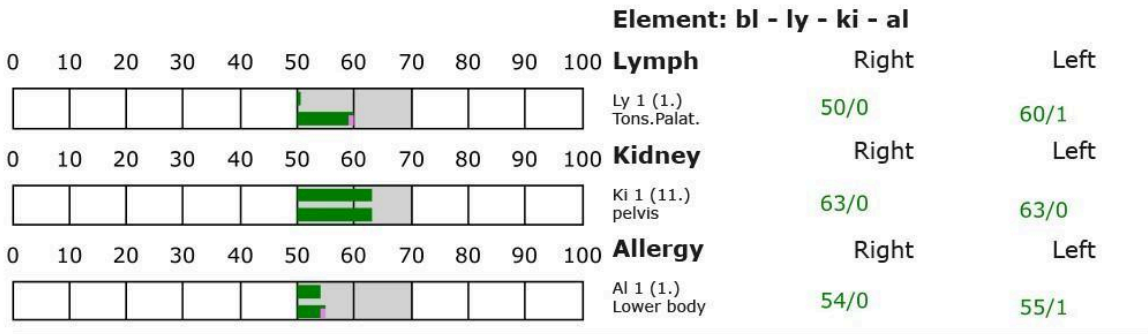 Element: bl - ly - ki - al
0 10 20 30 40 50 60 70 80 90 100 Lymph Right Left
Ly 1 (1.)
Tons.Palat.
50/0 60/1
0 10 20 30 40 50 60 70 80 90 100 Kidney Right Left
Ki 1 (11.)
pelvis
63/0 63/0
0 10 20 30 40 50 60 70 80 90 100 Allergy Right Left
Al 1 (1.)
Lower body
54/0 55/1